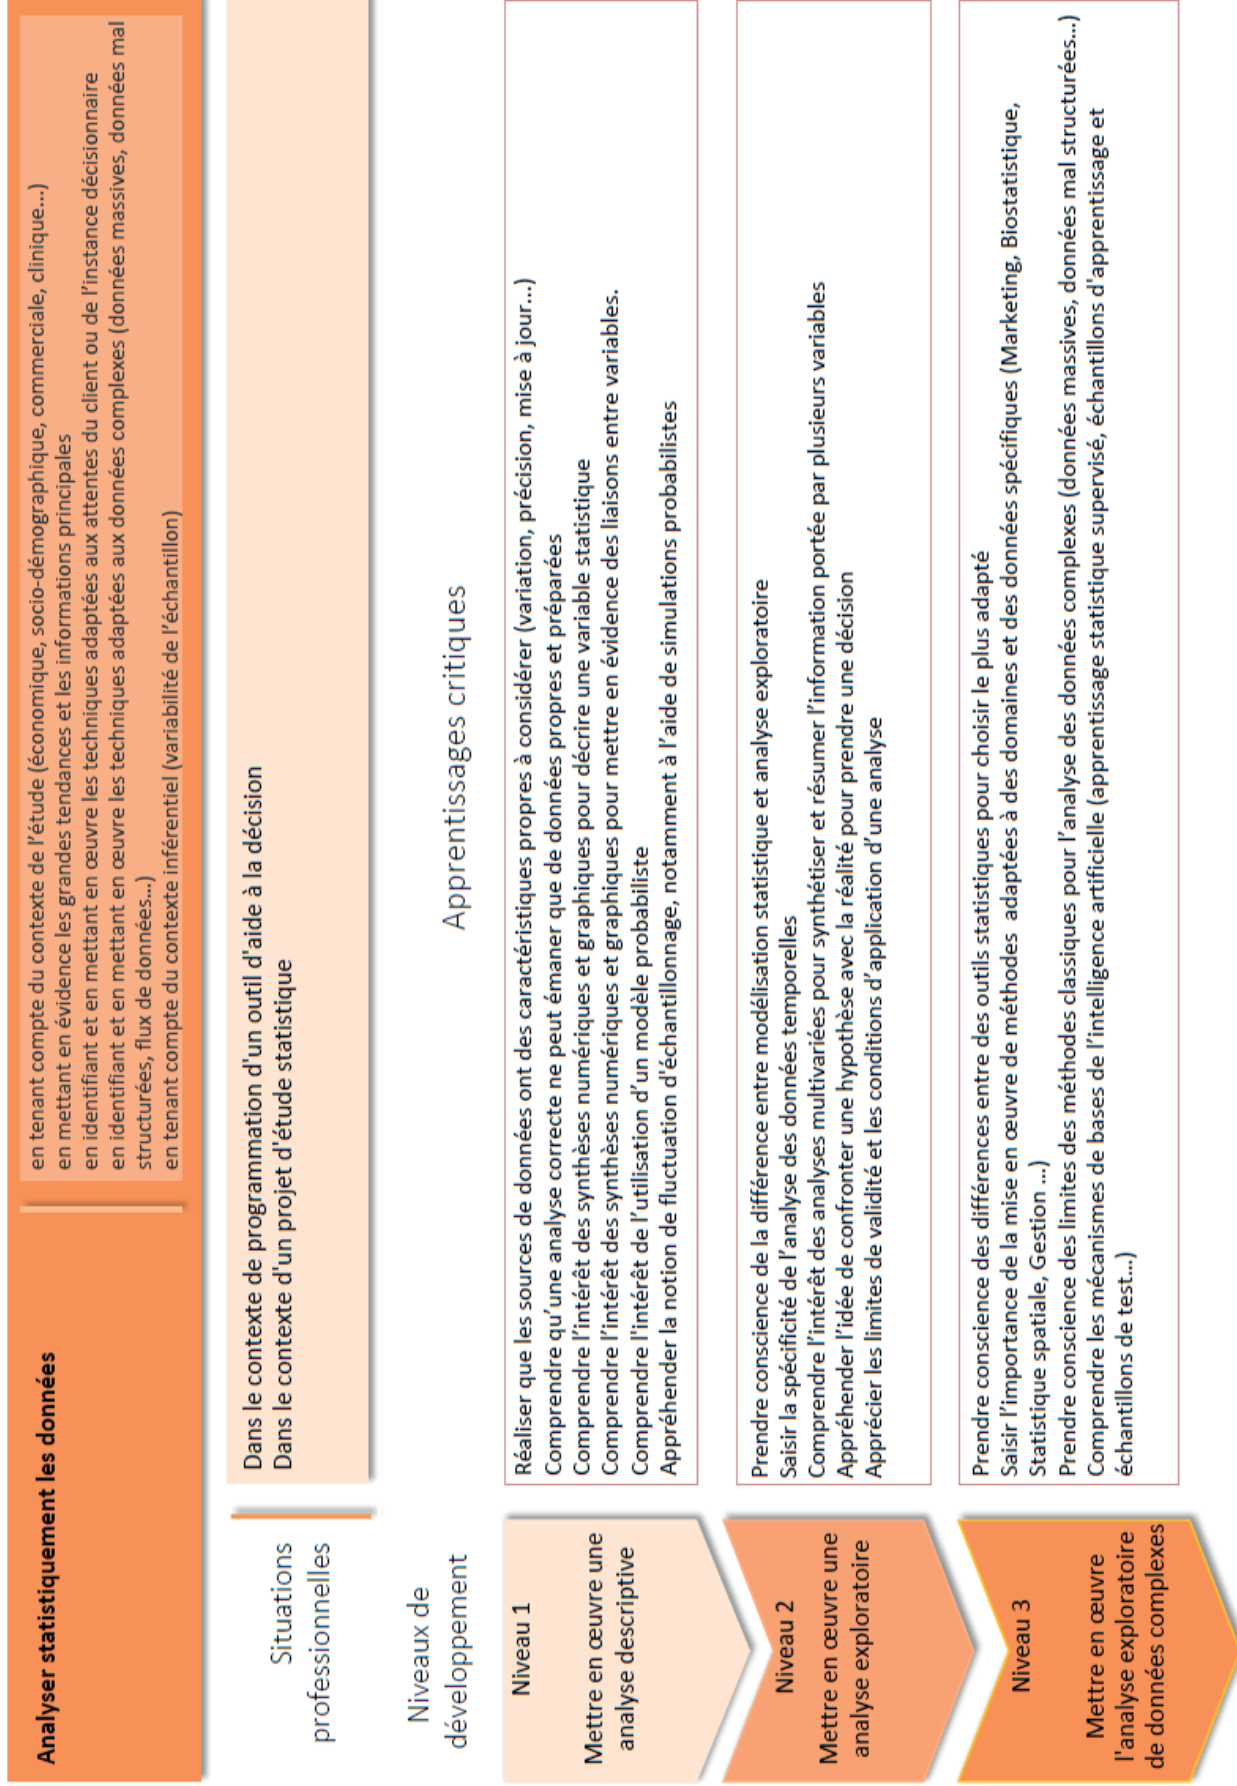 Analyser statistiquement les données
en tenant compte du contexte de l'étude (économique, socio-démographique, commerciale, clinique…)
en mettant en évidence les grandes tendances et les informations principales
en identifiant et en mettant en œuvre les techniques adaptées aux attentes du client ou de l'instance décisionnaire
en identifiant et en mettant en œuvre les techniques adaptées aux données complexes (données massives, données mal
structurées, flux de données…)
en tenant compte du contexte inférentiel (variabilité de l'échantillon)
Situations
professionnelles
Dans le contexte de programmation d'un outil d'aide à la décision
Dans le contexte d'un projet d'étude statistique
Niveaux de
développement
Apprentissages critiques
Niveau 1
Mettre en œuvre une
analyse descriptive
Réaliser que les sources de données ont des caractéristiques propres à considérer (variation, précision, mise à jour…)
Comprendre qu'une analyse correcte ne peut émaner que de données propres et préparées
Comprendre l'intérêt des synthèses numériques et graphiques pour décrire une variable statistique
Comprendre l'intérêt des synthèses numériques et graphiques pour mettre en évidence des liaisons entre variables.
Comprendre l'intérêt de l'utilisation d'un modèle probabiliste
Appréhender la notion de fluctuation d'échantillonnage, notamment à l'aide de simulations probabilistes
Niveau 2
Mettre en œuvre une
analyse exploratoire
Prendre conscience de la différence entre modélisation statistique et analyse exploratoire
Saisir la spécificité de l'analyse des données temporelles
Comprendre l'intérêt des analyses multivariées pour synthétiser et résumer l'information portée par plusieurs variables
Appréhender l'idée de confronter une hypothèse avec la réalité pour prendre une décision
Apprécier les limites de validité et les conditions d'application d'une analyse
Niveau 3
Mettre en œuvre
l'analyse exploratoire
de données complexes
Prendre conscience des différences entre des outils statistiques pour choisir le plus adapté
Saisir l'importance de la mise en œuvre de méthodes adaptées à des domaines et des données spécifiques (Marketing, Biostatistique,
Statistique spatiale, Gestion …)
Prendre conscience des limites des méthodes classiques pour l'analyse des données complexes (données massives, données mal structurées…)
Comprendre les mécanismes de bases de l'intelligence artificielle (apprentissage statistique supervisé, échantillons d'apprentissage et
échantillons de test…)